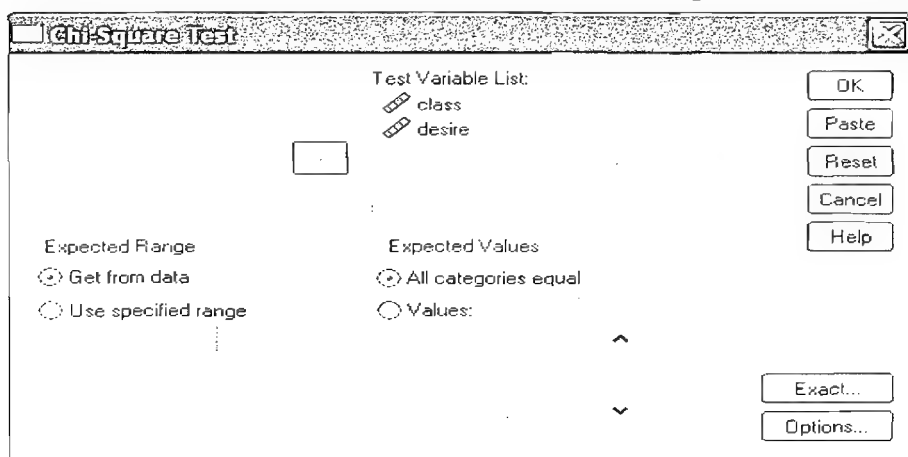 Chi-Square Test
Test Variable List:
class
desire
OK
Paste
Reset
Cancel
Help
Expected Range
Get from data
Use specified range
Expected Values
All categories equal
Values:
Exact...
Options...